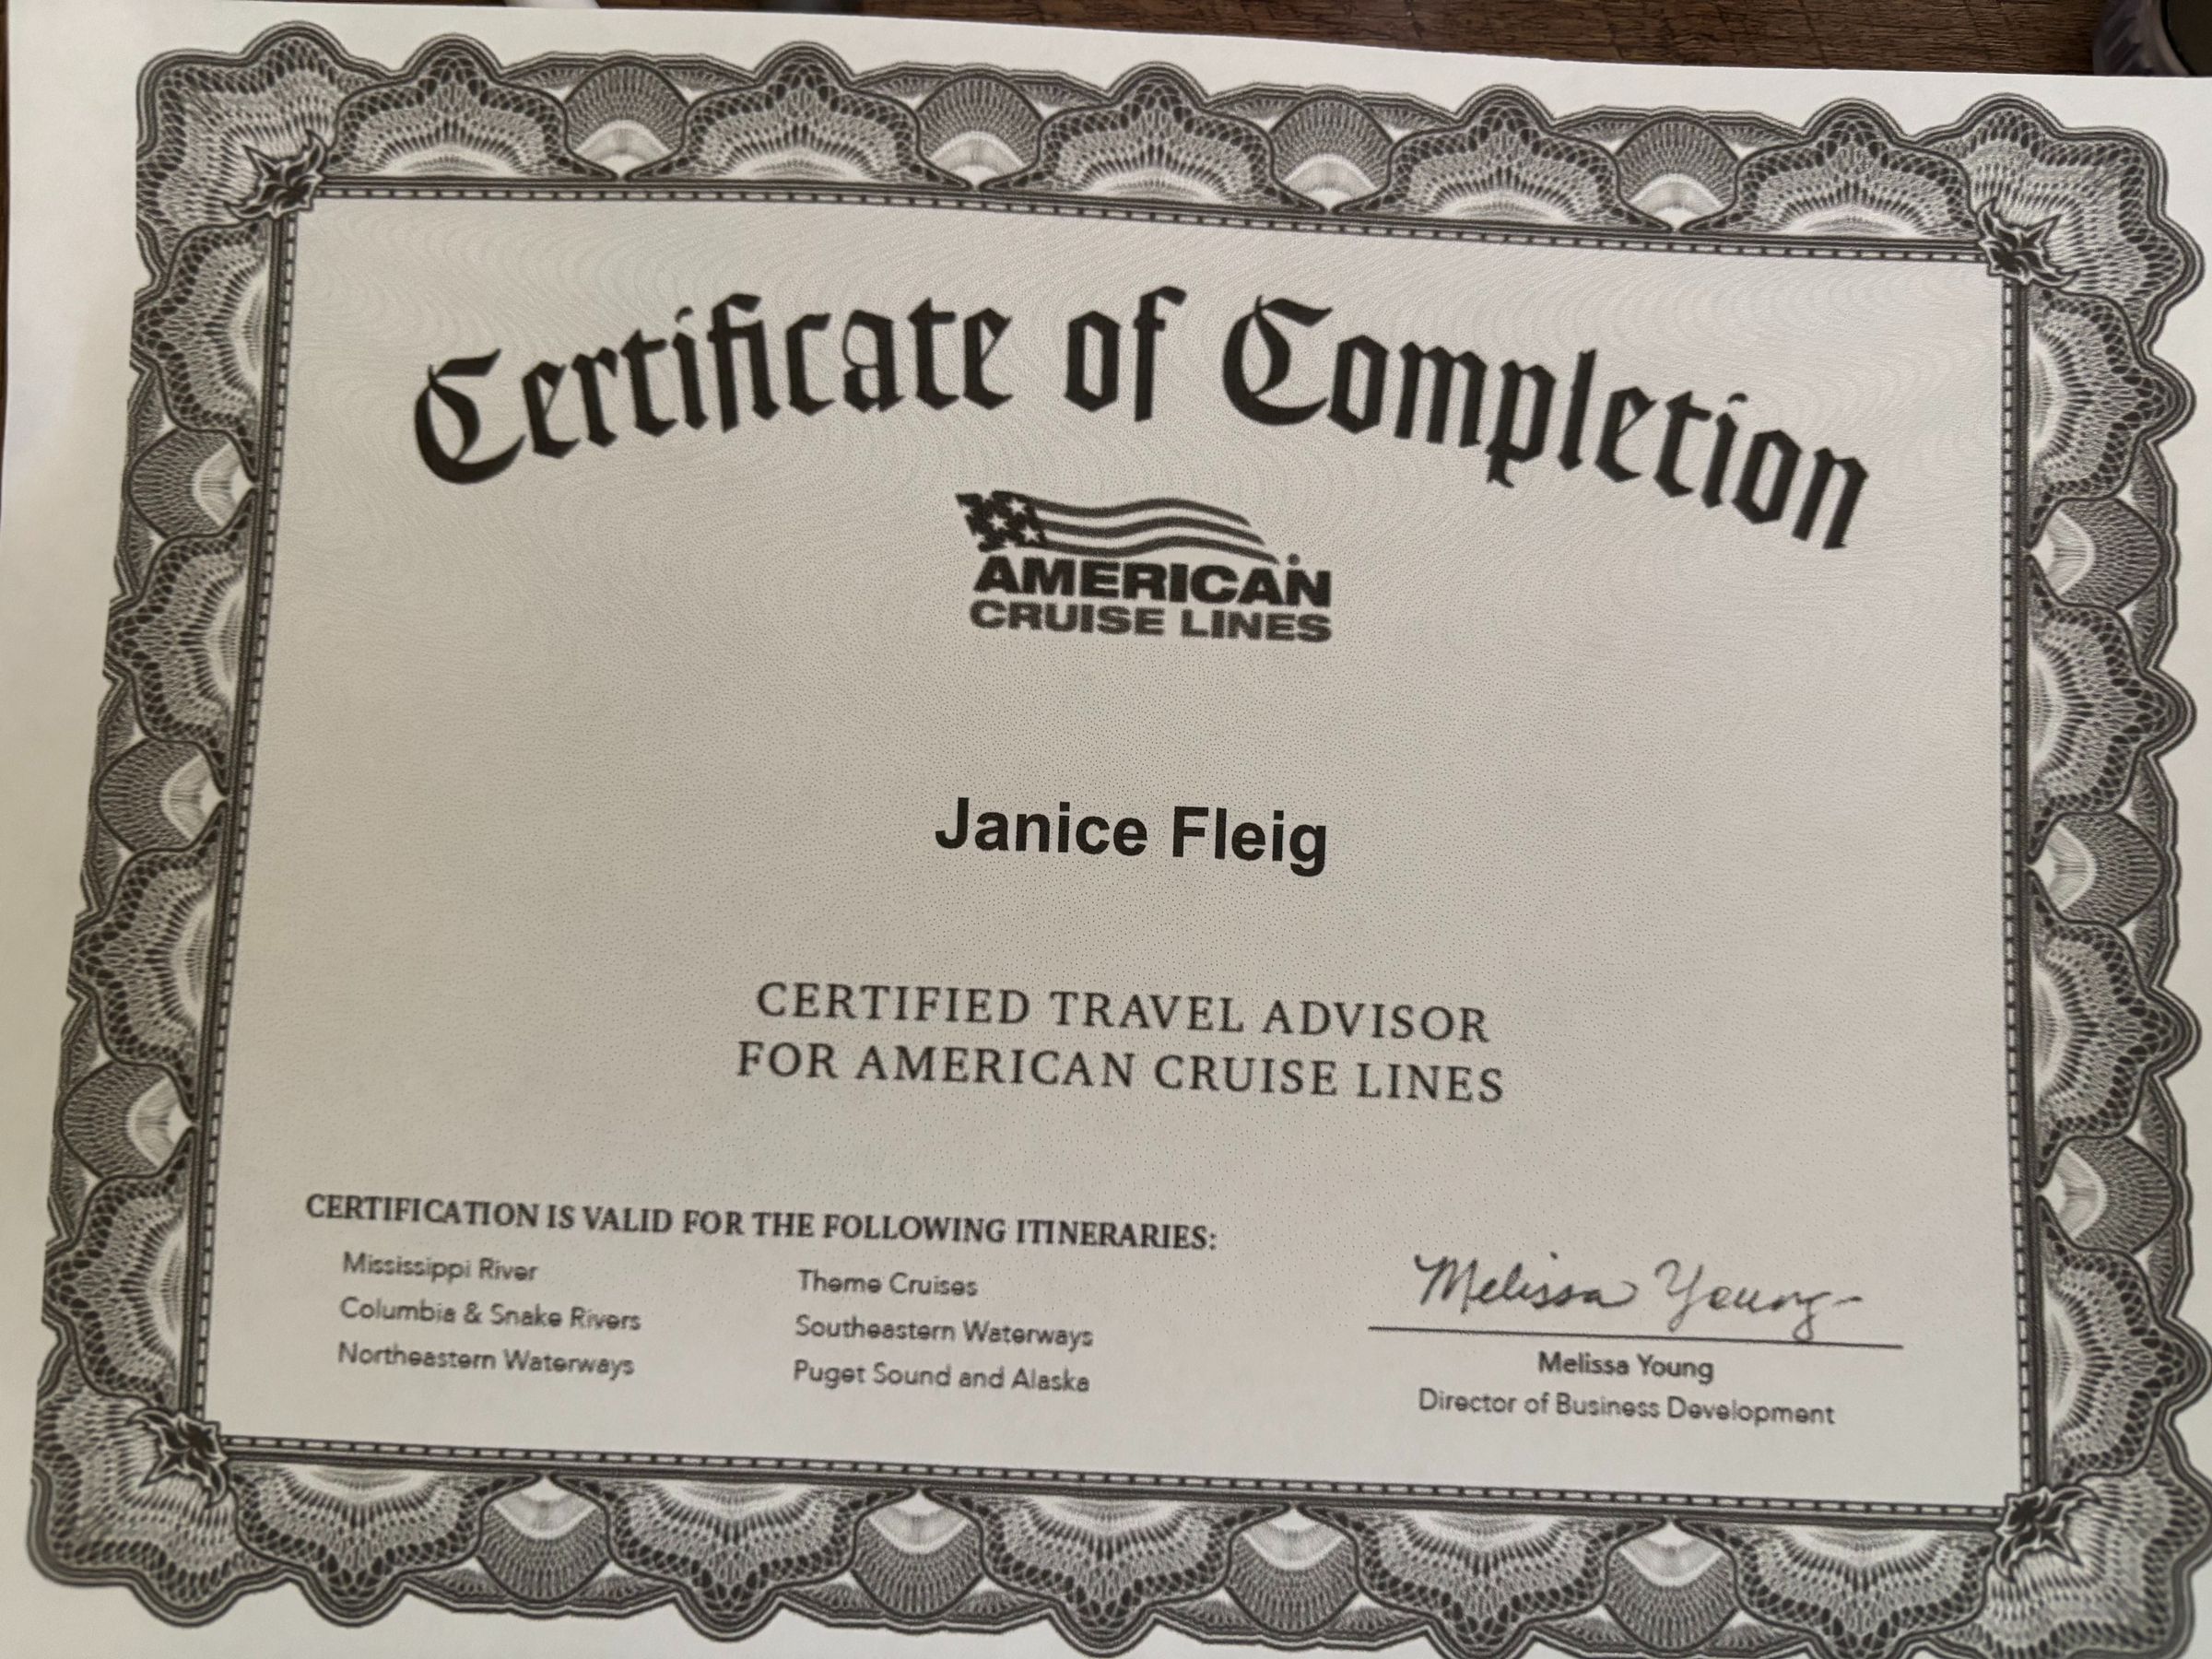 Certificate of Completion
AMERICAN
CRUISE LINES
Janice Fleig
CERTIFIED TRAVEL ADVISOR
FOR AMERICAN CRUISE LINES
CERTIFICATION IS VALID FOR THE FOLLOWING ITINERARIES:
Mississippi River
Columbia & Snake Rivers
Northeastern Waterways
Theme Cruises
Southeastern Waterways
Puget Sound and Alaska
Melissa Young
Melissa Young
Director of Business Development